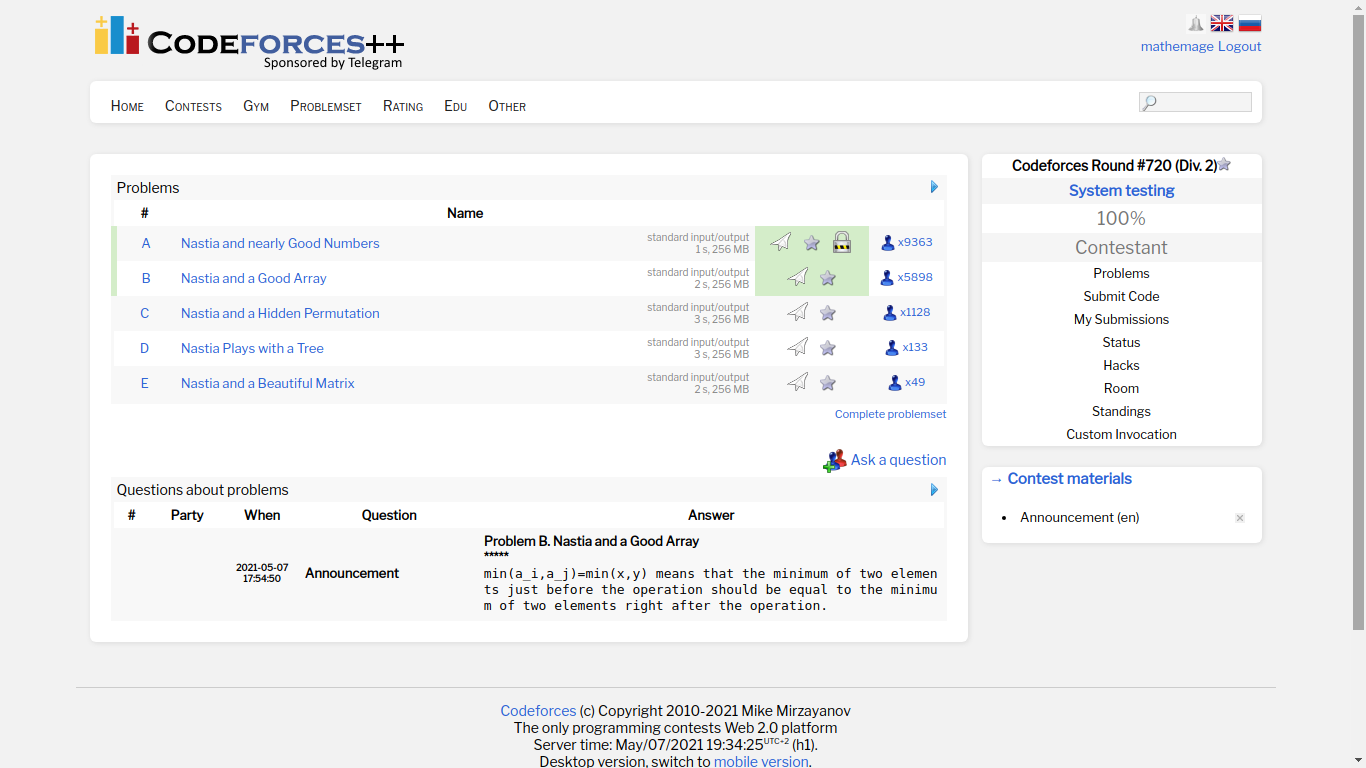 CODEFORCES++
Sponsored by Telegram
mathemage Logout
Home Contests Gym Problemset Rating Edu Other
Problems
# Name
A Nastia and nearly Good Numbers standard input/output 1 s, 256 MB x9363
B Nastia and a Good Array standard input/output 2 s, 256 MB x5898
C Nastia and a Hidden Permutation standard input/output 3 s, 256 MB x1128
D Nastia Plays with a Tree standard input/output 3 s, 256 MB x133
E Nastia and a Beautiful Matrix standard input/output 2 s, 256 MB x49
Complete problemset
Ask a question
Questions about problems
# Party When Question Answer
2021-05-07
17:54:50
Announcement
Problem B. Nastia and a Good Array
*****
min(a_i,a_j)=min(x,y) means that the minimum of two elemen
ts just before the operation should be equal to the minimu
m of two elements right after the operation.
Codeforces Round #720 (Div. 2)
System testing
100%
Contestant
Problems
Submit Code
My Submissions
Status
Hacks
Room
Standings
Custom Invocation
→ Contest materials
• Announcement (en) ×
Codeforces (c) Copyright 2010-2021 Mike Mirzayanov
The only programming contests Web 2.0 platform
Server time: May/07/2021 19:34:25 UTC+2 (h1).
Desktop version, switch to mobile version.